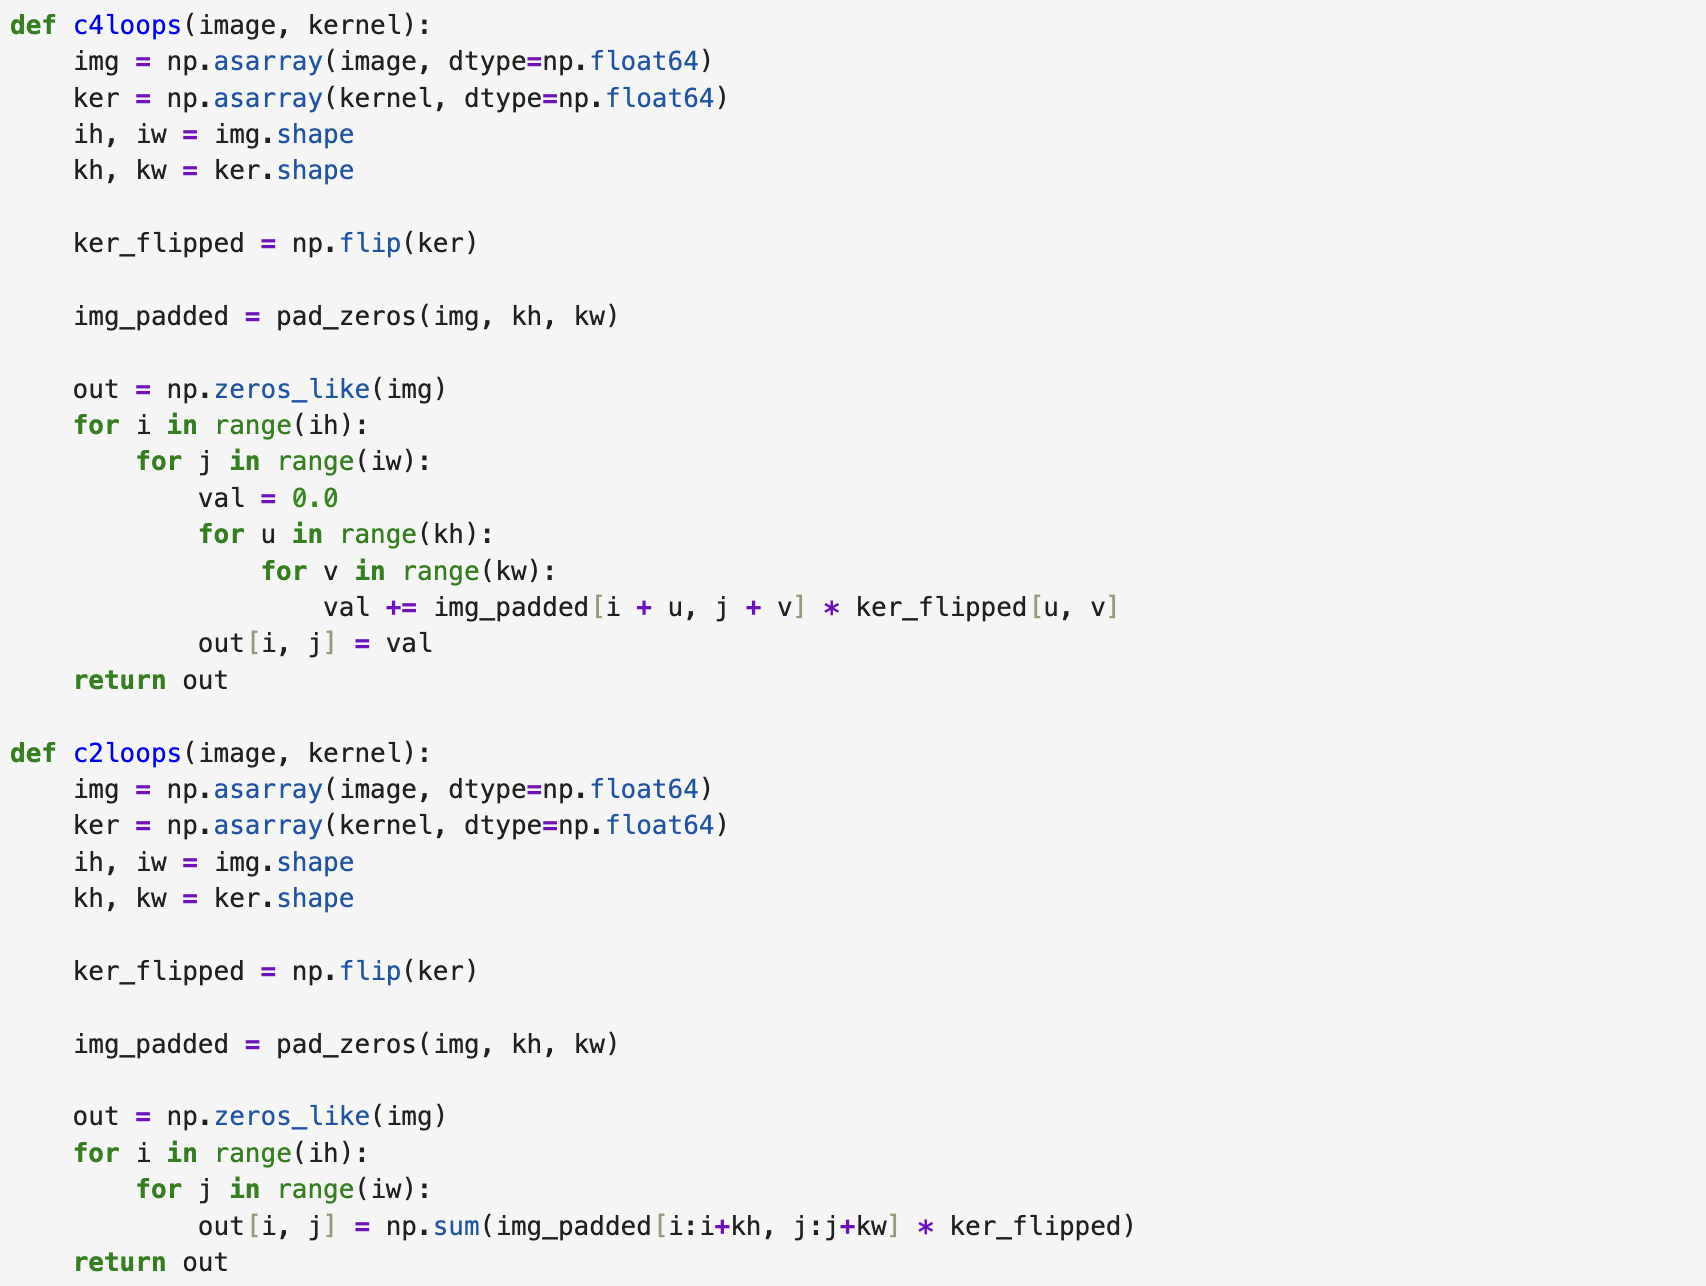 def c4loops(image, kernel):
    img = np.asarray(image, dtype=np.float64)
    ker = np.asarray(kernel, dtype=np.float64)
    ih, iw = img.shape
    kh, kw = ker.shape

    ker_flipped = np.flip(ker)

    img_padded = pad_zeros(img, kh, kw)

    out = np.zeros_like(img)
    for i in range(ih):
        for j in range(iw):
            val = 0.0
            for u in range(kh):
                for v in range(kw):
                    val += img_padded[i + u, j + v] * ker_flipped[u, v]
            out[i, j] = val
    return out

def c2loops(image, kernel):
    img = np.asarray(image, dtype=np.float64)
    ker = np.asarray(kernel, dtype=np.float64)
    ih, iw = img.shape
    kh, kw = ker.shape

    ker_flipped = np.flip(ker)

    img_padded = pad_zeros(img, kh, kw)

    out = np.zeros_like(img)
    for i in range(ih):
        for j in range(iw):
            out[i, j] = np.sum(img_padded[i:i+kh, j:j+kw] * ker_flipped)
    return out